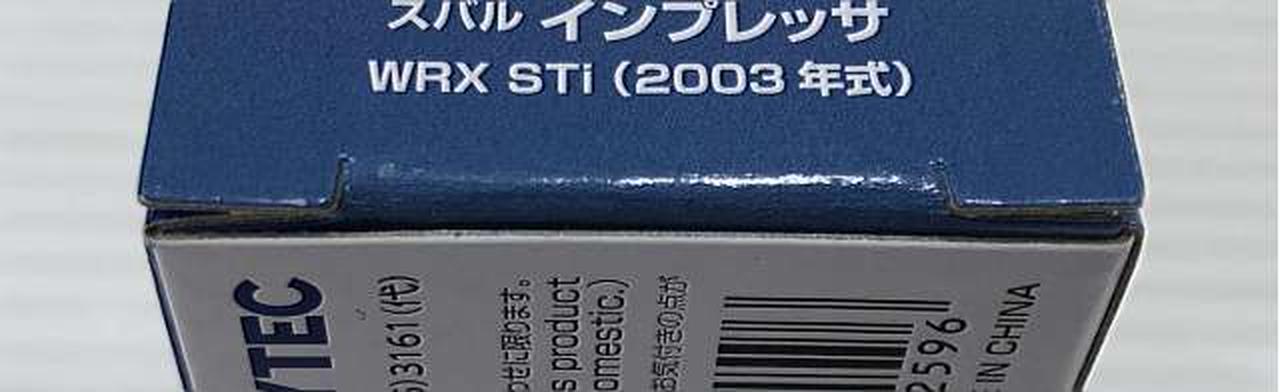 スバル インプレッサ
WRX STi (2003 年式)
YTEC
)3161(代)
わせに限ります。
s product
omestic.)
お気付きの点が
2596
IN CHINA